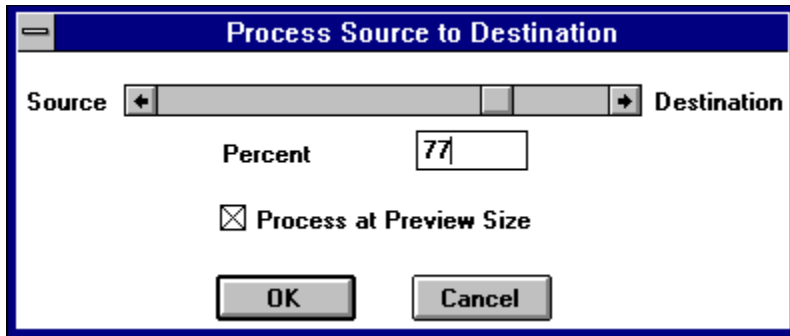 Process Source to Destination
Source Destination
Percent 77
Process at Preview Size
OK Cancel